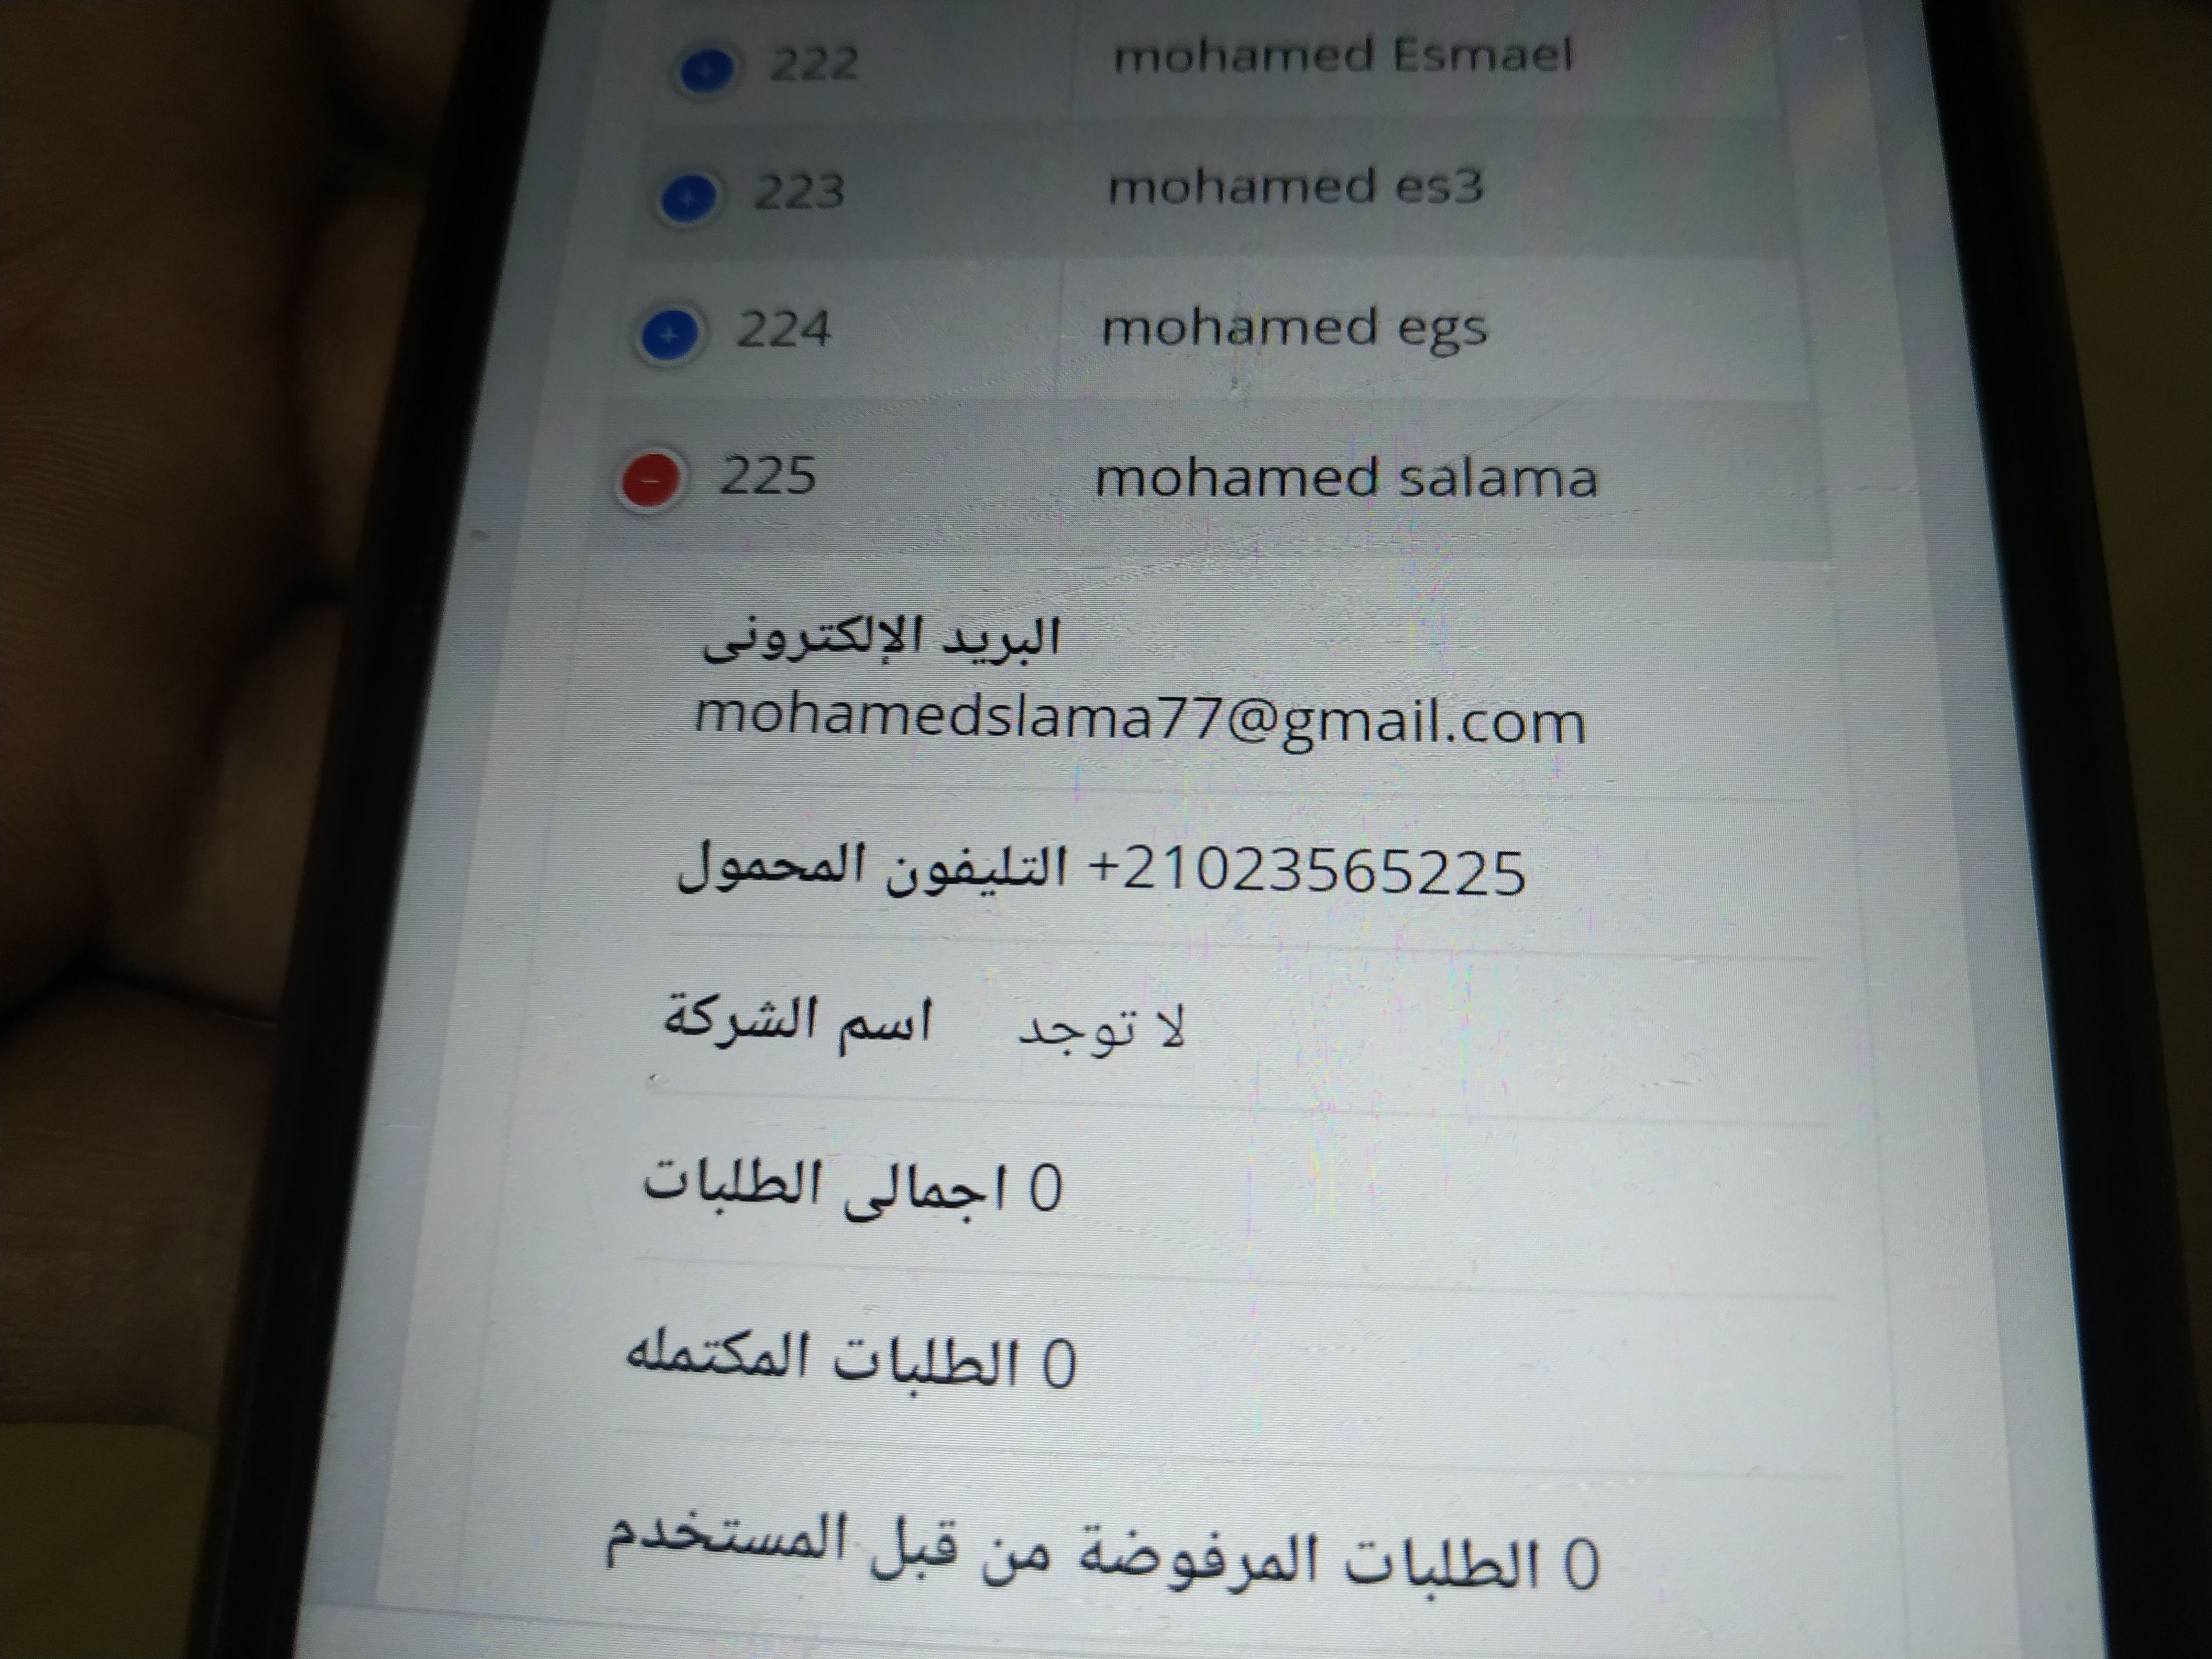 222 mohamed Esmael
223 mohamed es3
224 mohamed egs
225 mohamed salama
البريد الإلكترونى
mohamedslama77@gmail.com
التليفون المحمول +21023565225
اسم الشركة لا توجد
اجمالى الطلبات 0
الطلبات المكتمله 0
الطلبات المرفوضة من قبل المستخدم 0